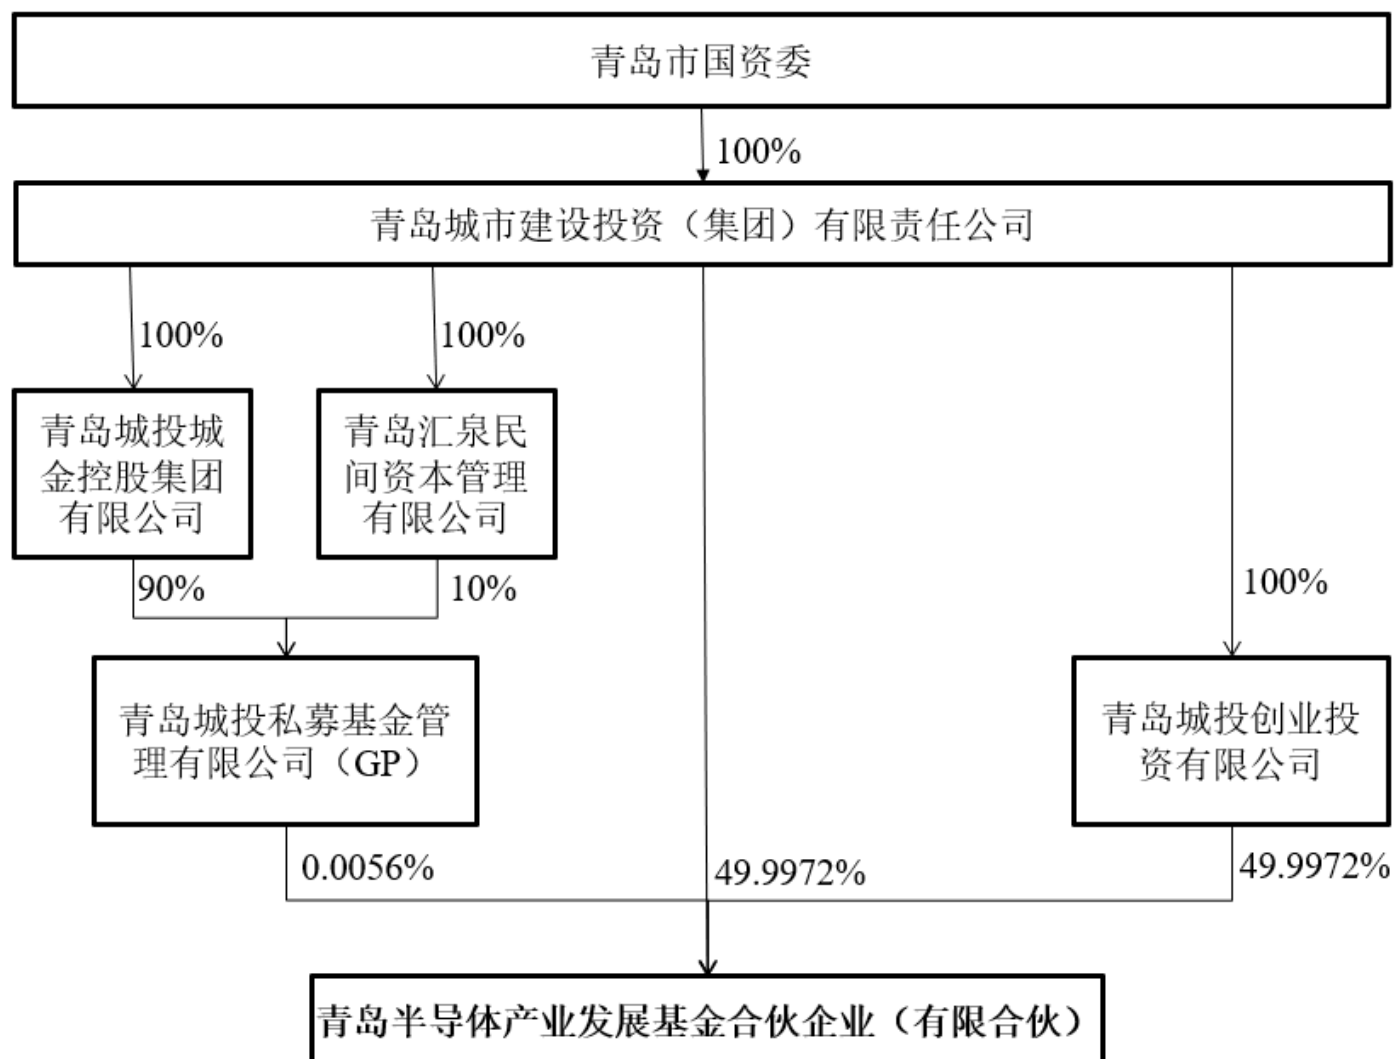 青岛市国资委
100%
青岛城市建设投资（集团）有限责任公司
100%
100%
青岛城投城
金控股集团
有限公司
青岛汇泉民
间资本管理
有限公司
90%
10%
100%
青岛城投私募基金管
理有限公司（GP）
青岛城投创业投
资有限公司
0.0056%
49.9972%
49.9972%
青岛半导体产业发展基金合伙企业（有限合伙）